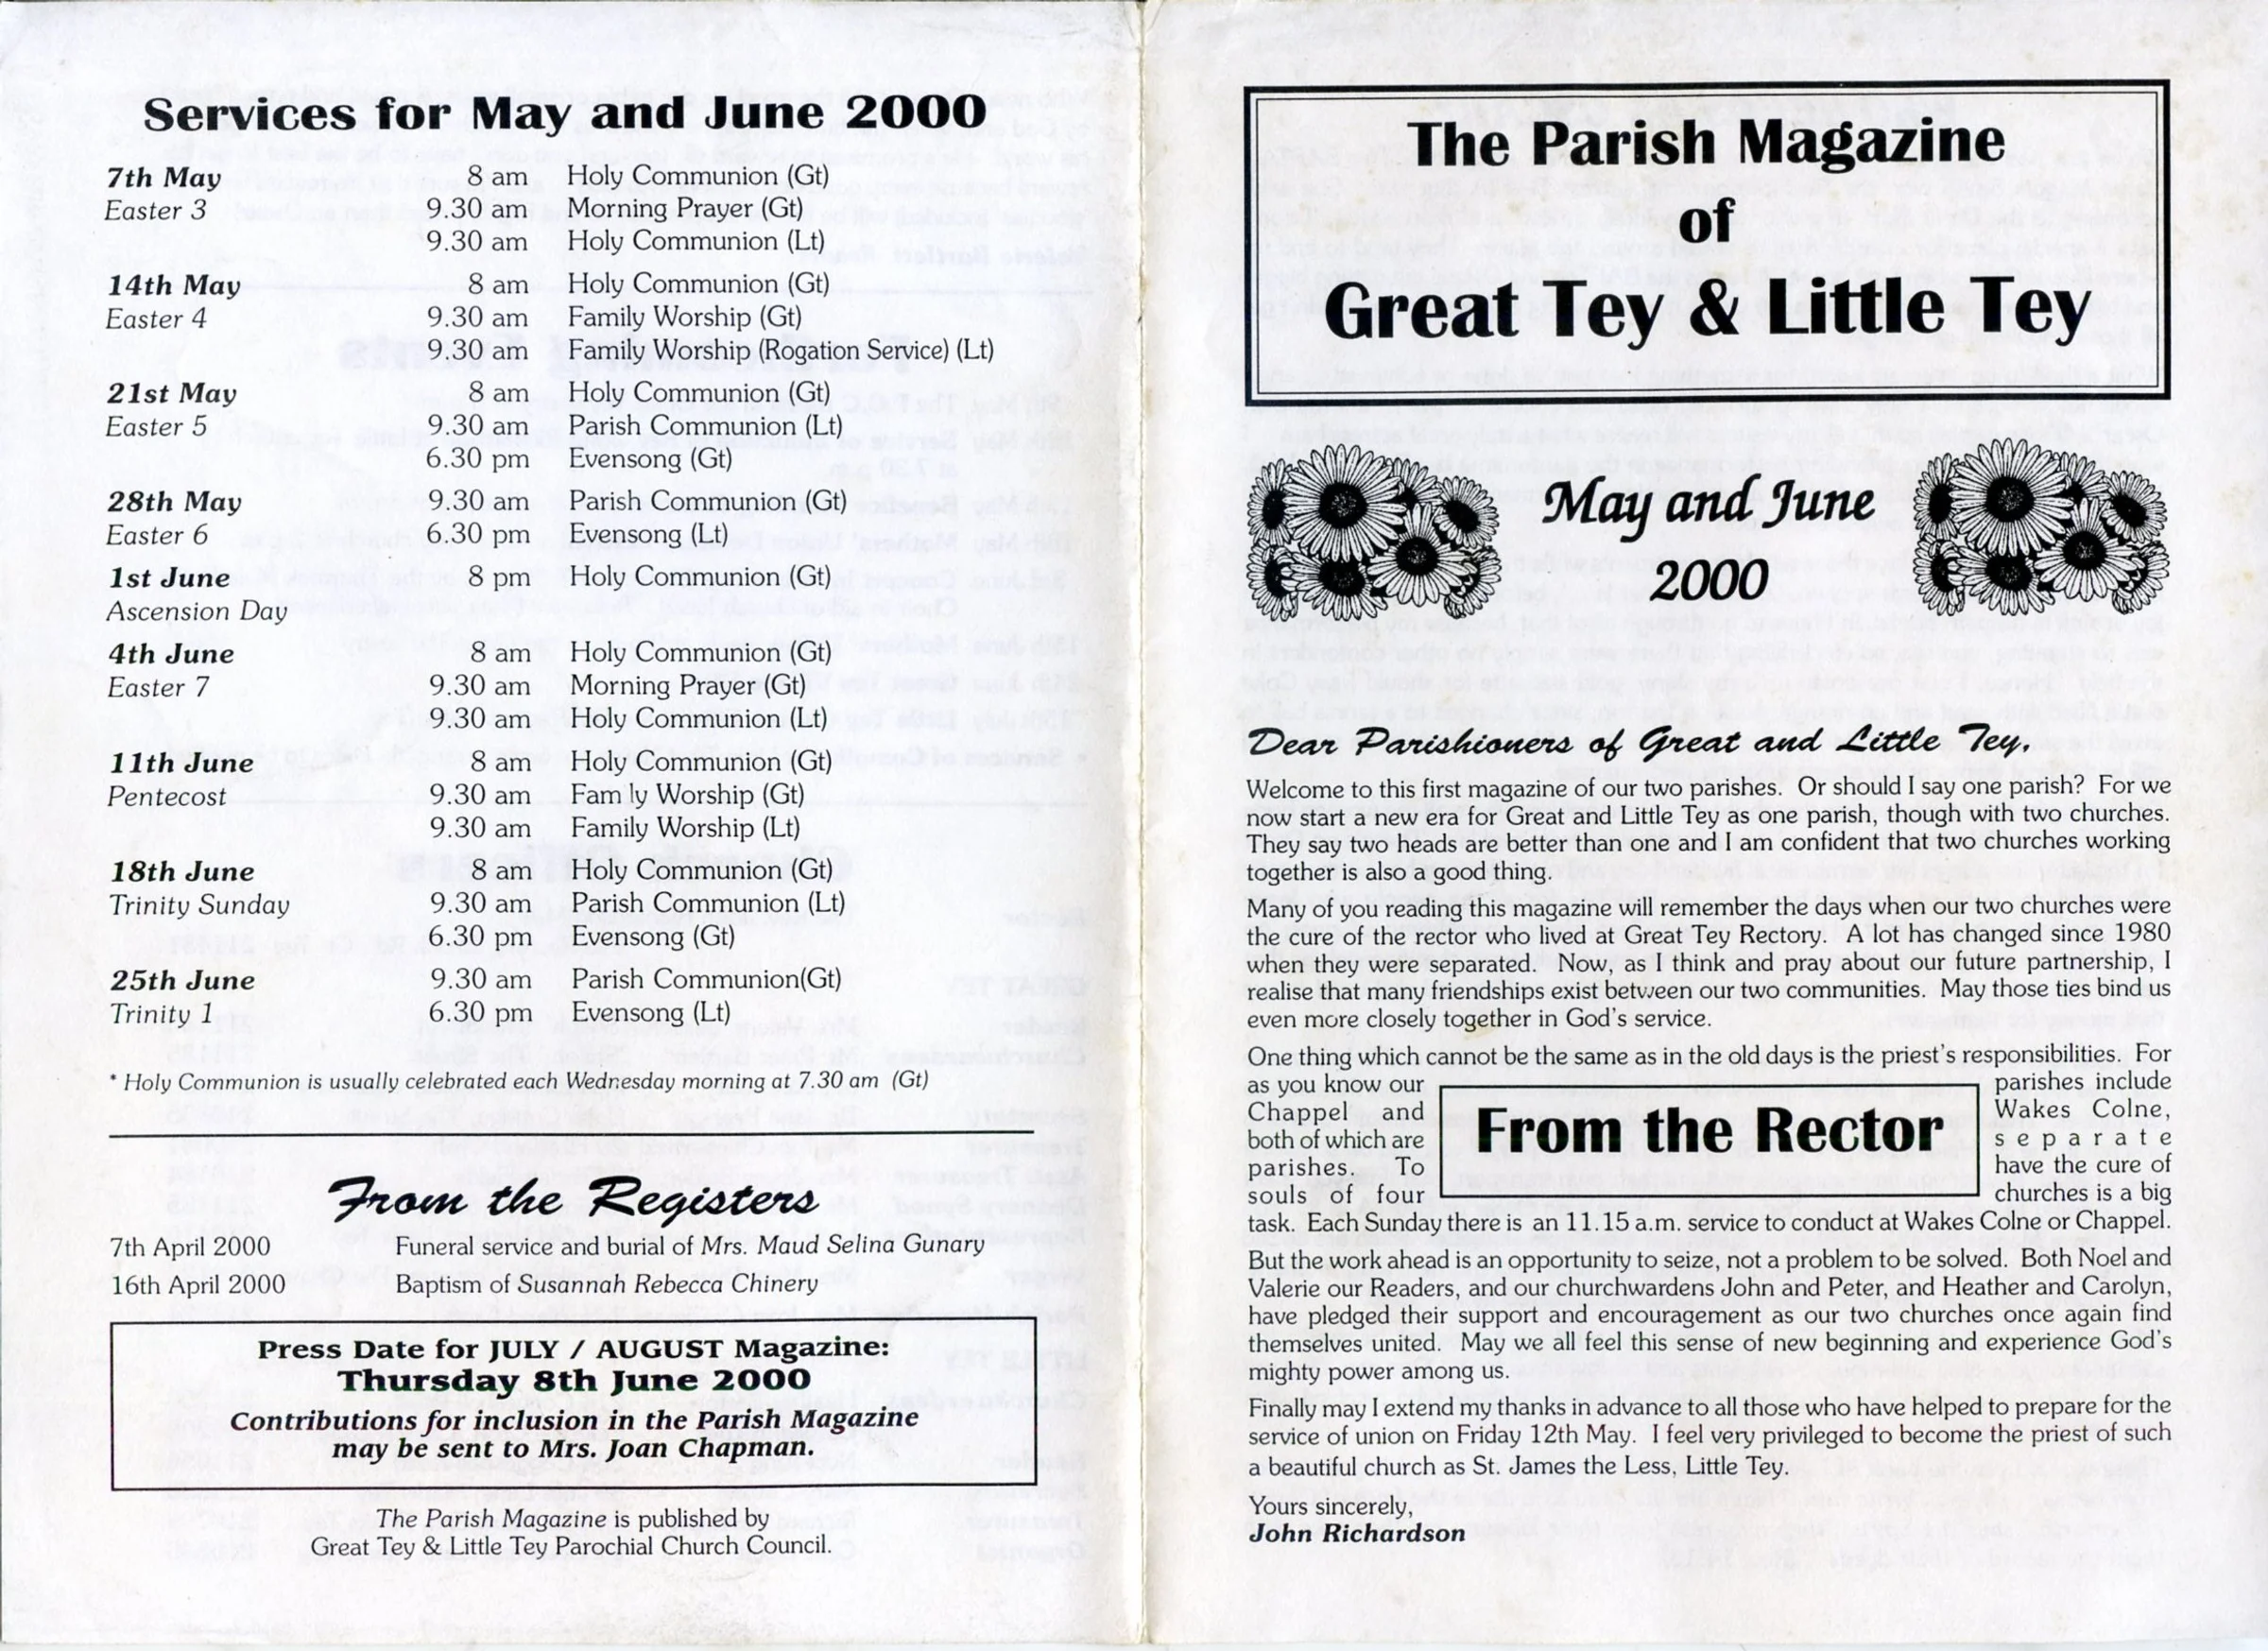 Services for May and June 2000
7th May 8 am Holy Communion (Gt)
Easter 3 9.30 am Morning Prayer (Gt)
9.30 am Holy Communion (Lt)
14th May 8 am Holy Communion (Gt)
Easter 4 9.30 am Family Worship (Gt)
9.30 am Family Worship (Rogation Service) (Lt)
21st May 8 am Holy Communion (Gt)
Easter 5 9.30 am Parish Communion (Lt)
6.30 pm Evensong (Gt)
28th May 9.30 am Parish Communion (Gt)
Easter 6 6.30 pm Evensong (Lt)
1st June 8 pm Holy Communion (Gt)
Ascension Day
4th June 8 am Holy Communion (Gt)
Easter 7 9.30 am Morning Prayer (Gt)
9.30 am Holy Communion (Lt)
11th June 8 am Holy Communion (Gt)
Pentecost 9.30 am Family Worship (Gt)
9.30 am Family Worship (Lt)
18th June 8 am Holy Communion (Gt)
Trinity Sunday 9.30 am Parish Communion (Lt)
6.30 pm Evensong (Gt)
25th June 9.30 am Parish Communion(Gt)
Trinity 1 6.30 pm Evensong (Lt)
* Holy Communion is usually celebrated each Wednesday morning at 7.30 am (Gt)
From the Registers
7th April 2000 Funeral service and burial of Mrs. Maud Selina Gunary
16th April 2000 Baptism of Susannah Rebecca Chinery
Press Date for JULY / AUGUST Magazine:
Thursday 8th June 2000
Contributions for inclusion in the Parish Magazine
may be sent to Mrs. Joan Chapman.
The Parish Magazine is published by
Great Tey & Little Tey Parochial Church Council.
The Parish Magazine
of
Great Tey & Little Tey
May and June
2000
Dear Parishioners of Great and Little Tey,
Welcome to this first magazine of our two parishes. Or should I say one parish? For we
now start a new era for Great and Little Tey as one parish, though with two churches.
They say two heads are better than one and I am confident that two churches working
together is also a good thing.
Many of you reading this magazine will remember the days when our two churches were
the cure of the rector who lived at Great Tey Rectory. A lot has changed since 1980
when they were separated. Now, as I think and pray about our future partnership, I
realise that many friendships exist between our two communities. May those ties bind us
even more closely together in God's service.
One thing which cannot be the same as in the old days is the priest's responsibilities. For
as you know our parishes include
Chappel and Wakes Colne,
both of which are separate
parishes. To have the cure of
souls of four churches is a big
From the Rector
task. Each Sunday there is an 11.15 a.m. service to conduct at Wakes Colne or Chappel.
But the work ahead is an opportunity to seize, not a problem to be solved. Both Noel and
Valerie our Readers, and our churchwardens John and Peter, and Heather and Carolyn,
have pledged their support and encouragement as our two churches once again find
themselves united. May we all feel this sense of new beginning and experience God's
mighty power among us.
Finally may I extend my thanks in advance to all those who have helped to prepare for the
service of union on Friday 12th May. I feel very privileged to become the priest of such
a beautiful church as St. James the Less, Little Tey.
Yours sincerely,
John Richardson